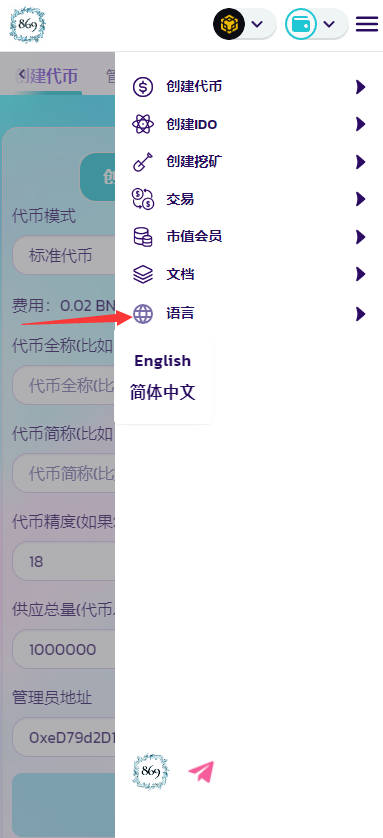 869
创建代币
管
创建代币
创建IDO
创建挖矿
交易
市值会员
文档
语言
English
简体中文
创
代币模式
标准代币
费用：0.02 BN
代币全称(比如
代币全称(比如
代币简称(比如
代币简称(比如
代币精度(如果
18
供应总量(代币
1000000
管理员地址
0xeD79d2D1
869